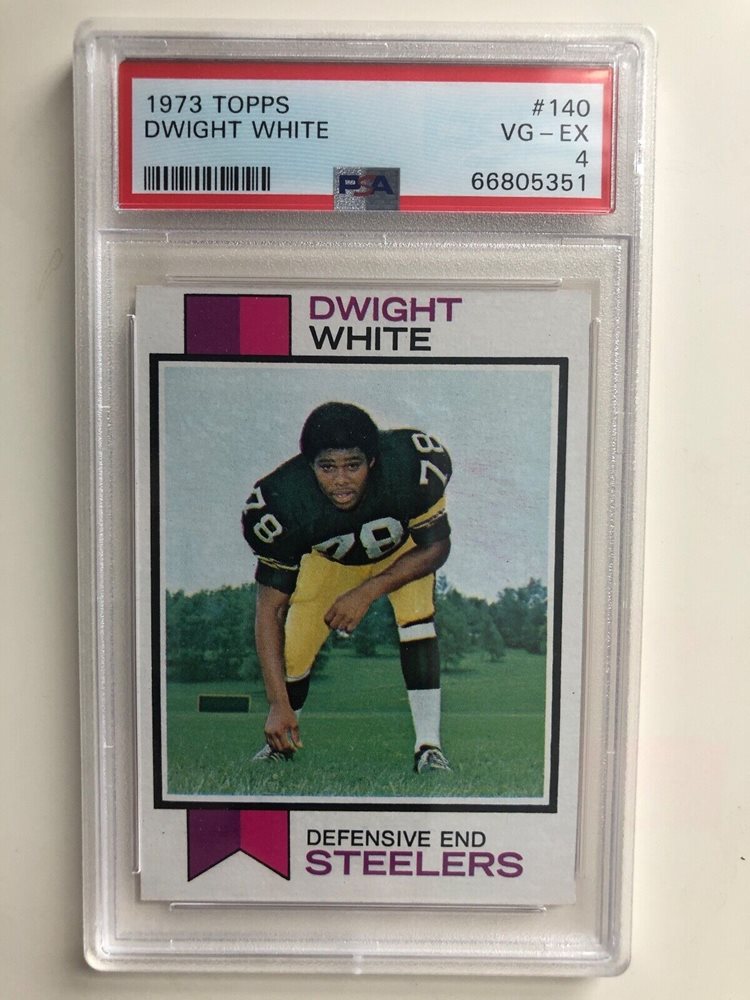 1973 TOPPS #140
DWIGHT WHITE VG-EX
4
PSA 66805351
DWIGHT
WHITE
78
78
78
DEFENSIVE END
STEELERS